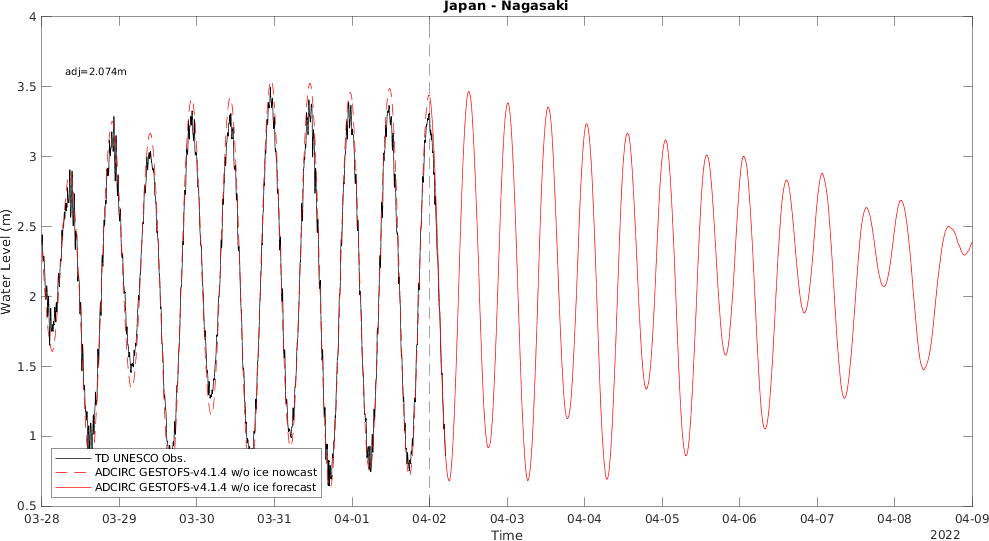 Japan - Nagasaki
4
adj=2.074m
3.5
3
2.5
2
1.5
1
0.5
Water Level (m)
TD UNESCO Obs.
ADCIRC GESTOFS-v4.1.4 w/o ice nowcast
ADCIRC GESTOFS-v4.1.4 w/o ice forecast
03-28 03-29 03-30 03-31 04-01 04-02 04-03 04-04 04-05 04-06 04-07 04-08 04-09
Time
2022